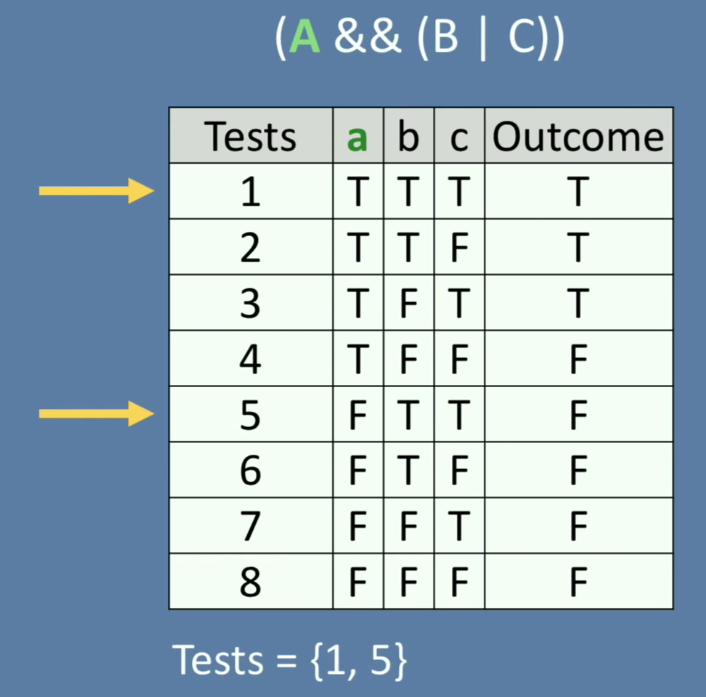 (A && (B | C))
Tests a b c Outcome
1 T T T T
2 T T F T
3 T F T T
4 T F F F
5 F T T F
6 F T F F
7 F F T F
8 F F F F
Tests = {1, 5}